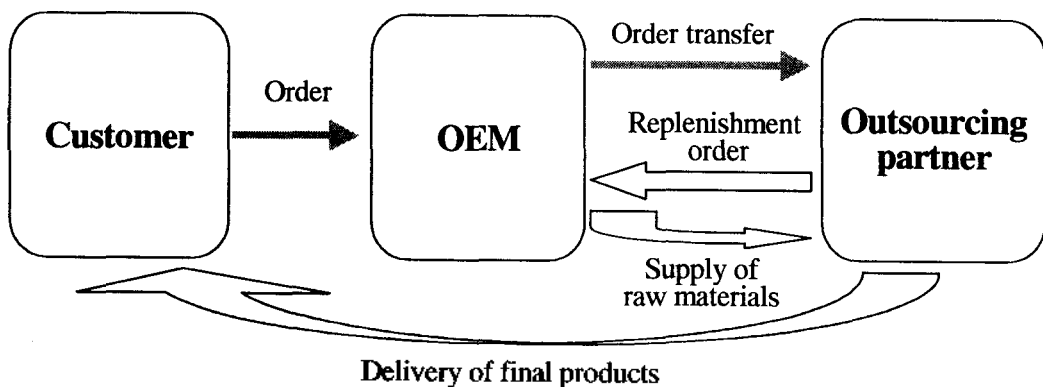 Order transfer
Order
Customer
OEM
Replenishment
order
Outsourcing
partner
Supply of
raw materials
Delivery of final products